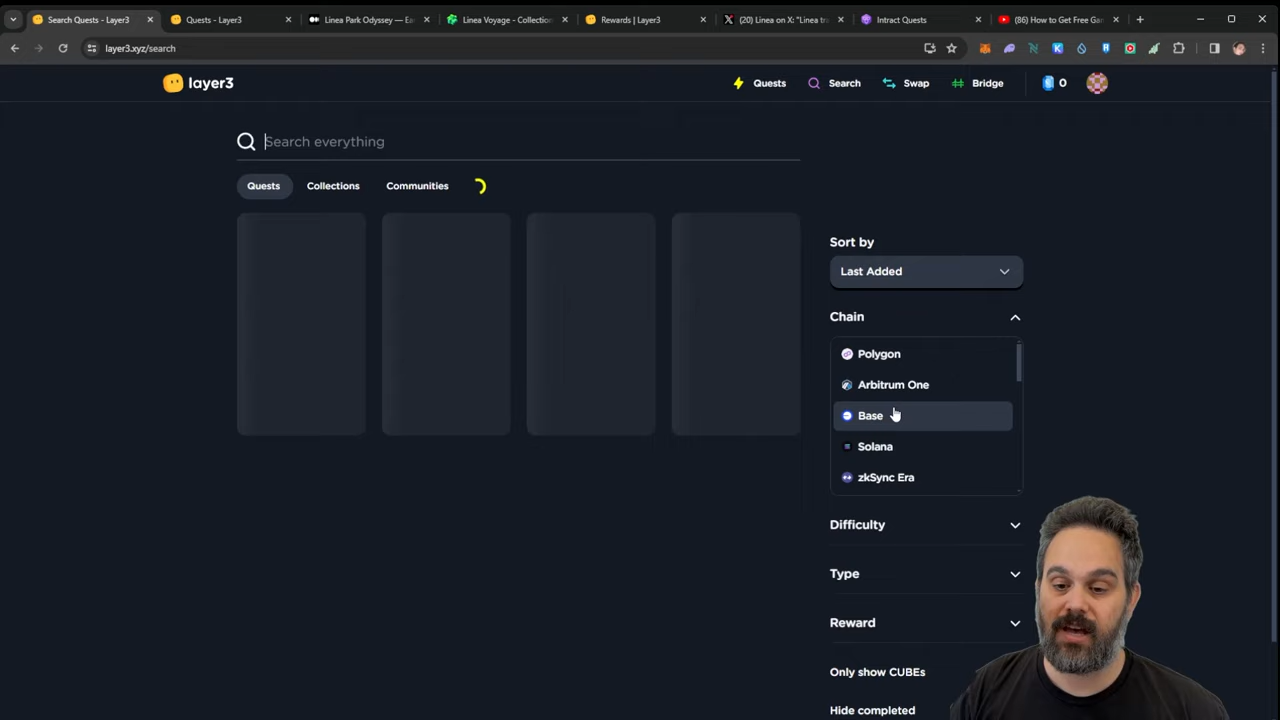 Search Quests - Layer3
Quests - Layer3
Linea Park Odyssey — Ear
Linea Voyage - Collection
Rewards | Layer3
(20) Linea on X: "Linea tra
Intract Quests
(86) How to Get Free Gam
layer3.xyz/search
layer3
Quests
Search
Swap
Bridge
0
Search everything
Quests
Collections
Communities
Sort by
Last Added
Chain
Polygon
Arbitrum One
Base
Solana
zkSync Era
Difficulty
Type
Reward
Only show CUBEs
Hide completed